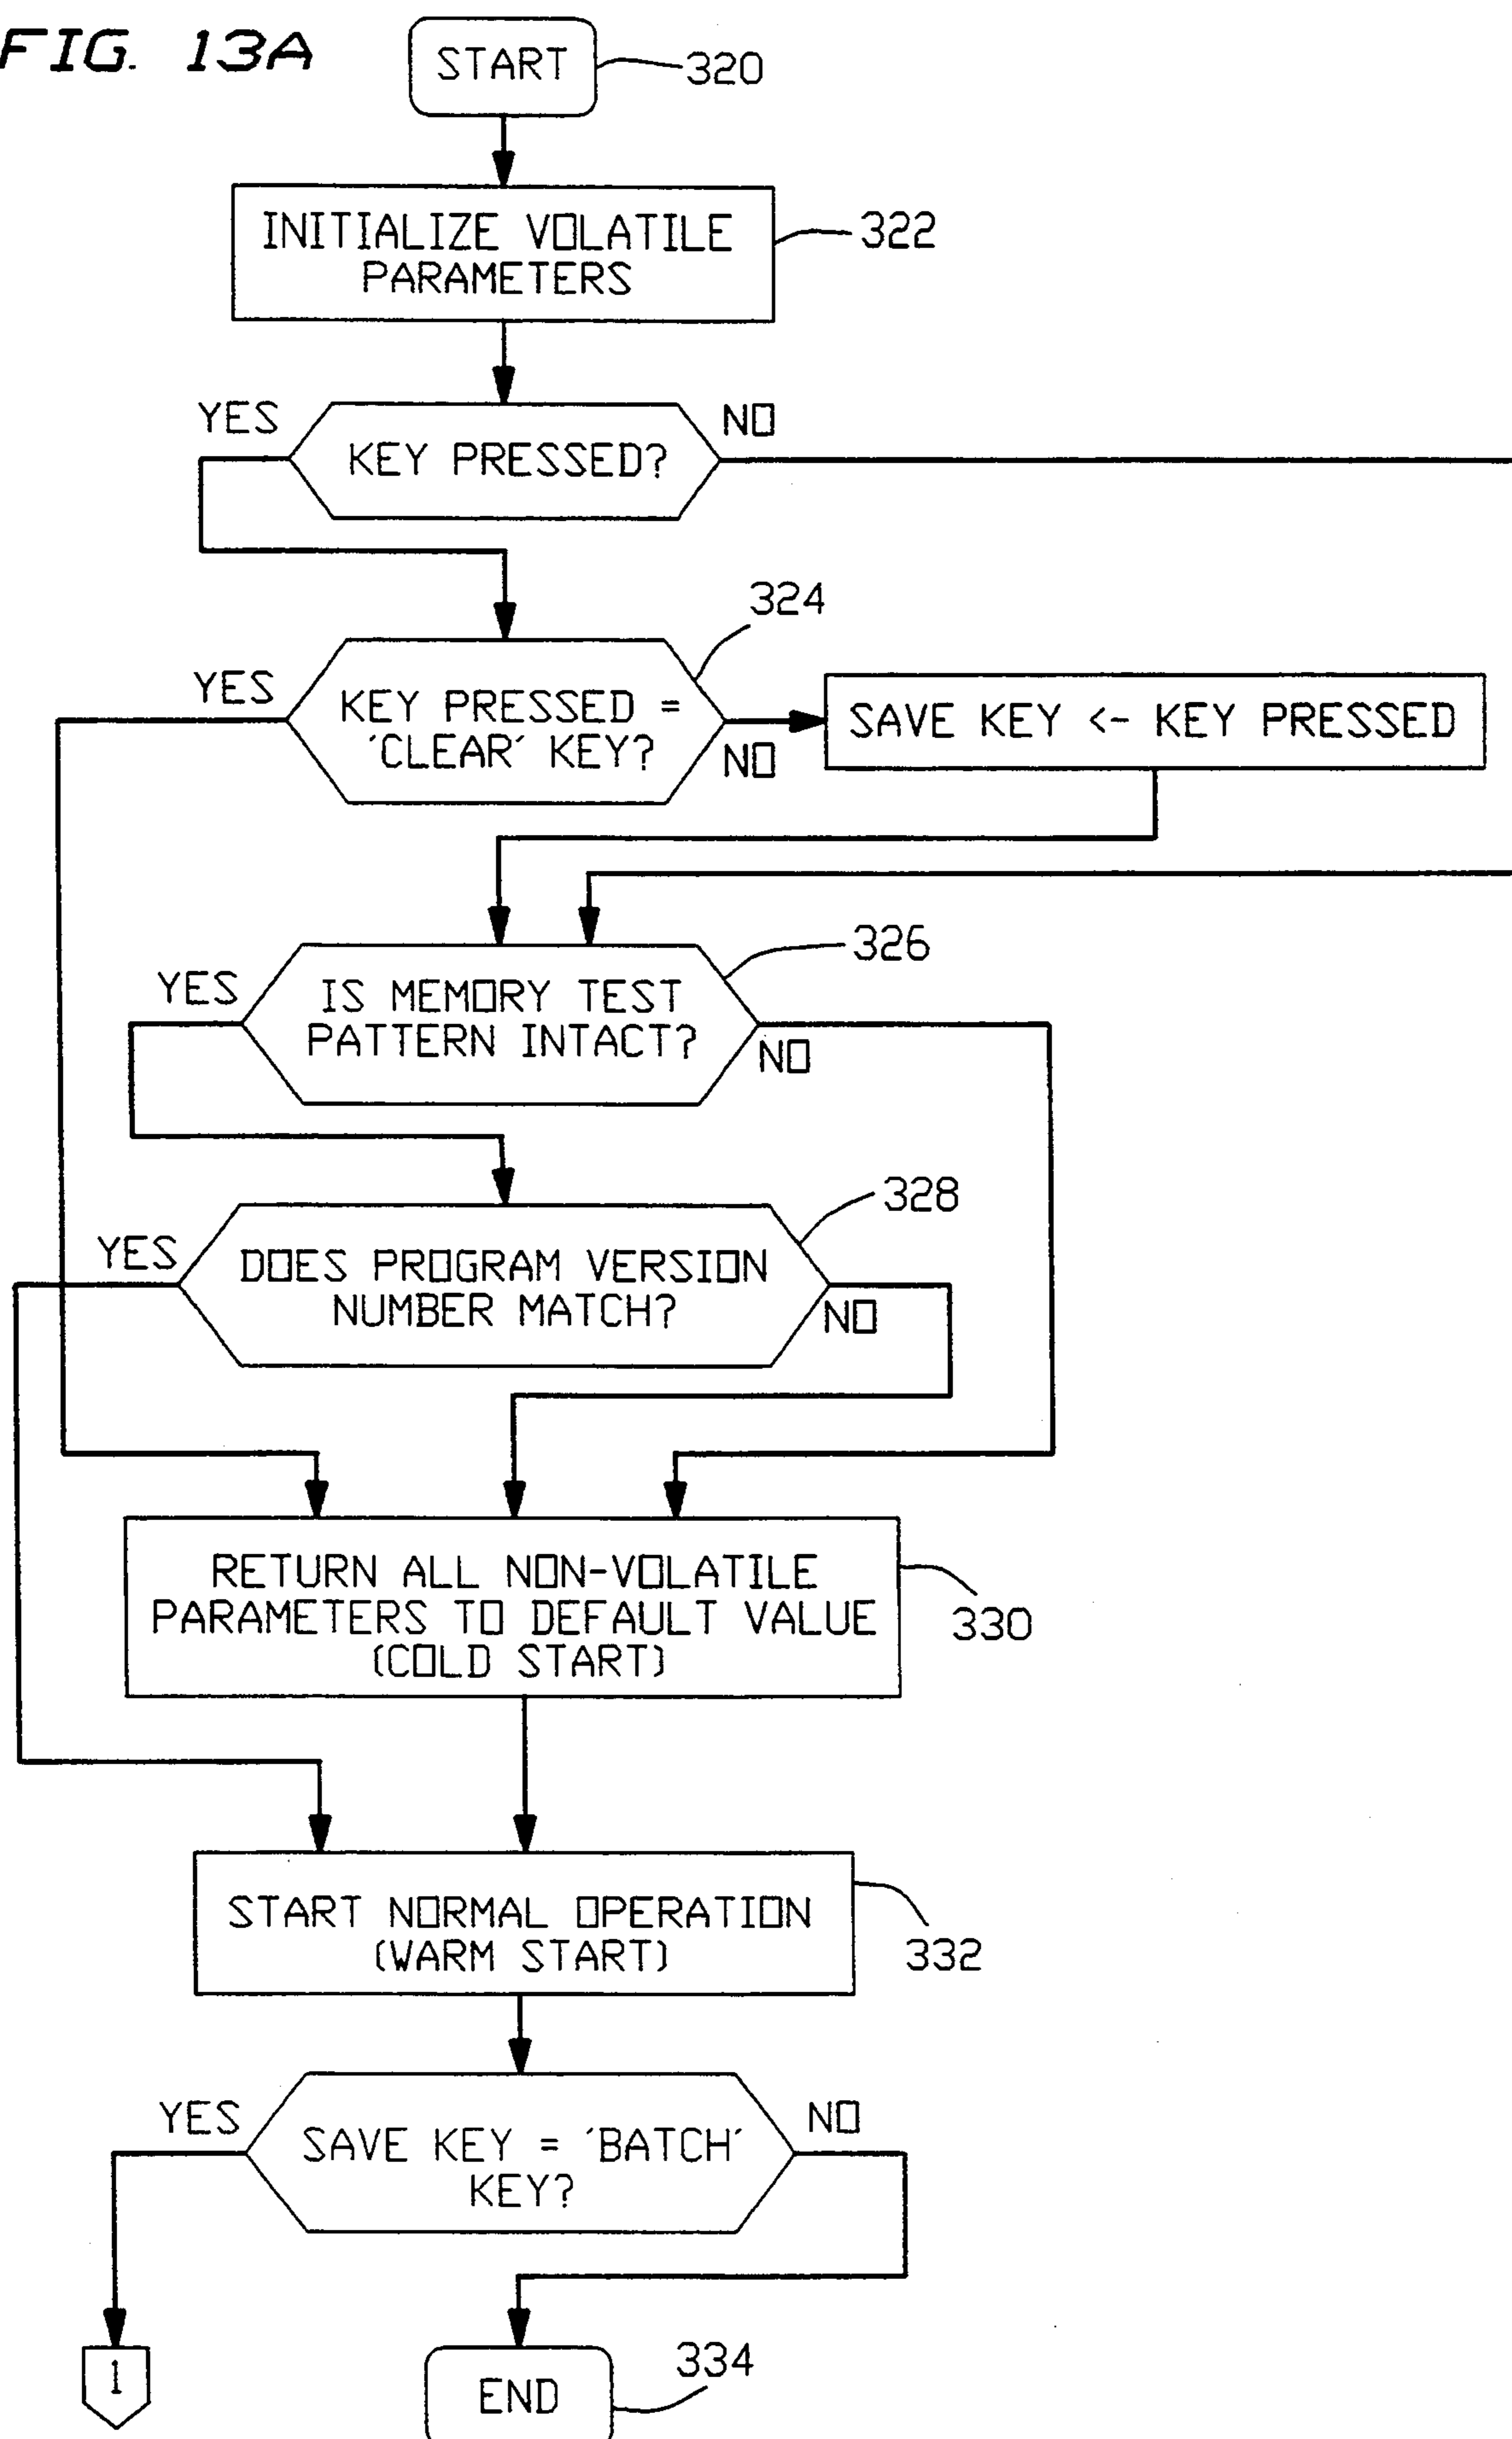 FIG. 13A
START
320
INITIALIZE VOLATILE
PARAMETERS
322
YES
KEY PRESSED?
NO
324
YES
KEY PRESSED =
'CLEAR' KEY?
NO
SAVE KEY <- KEY PRESSED
326
YES
IS MEMORY TEST
PATTERN INTACT?
NO
328
YES
DOES PROGRAM VERSION
NUMBER MATCH?
NO
RETURN ALL NON-VOLATILE
PARAMETERS TO DEFAULT VALUE
(COLD START)
330
START NORMAL OPERATION
(WARM START)
332
YES
SAVE KEY = 'BATCH'
KEY?
NO
1
END
334